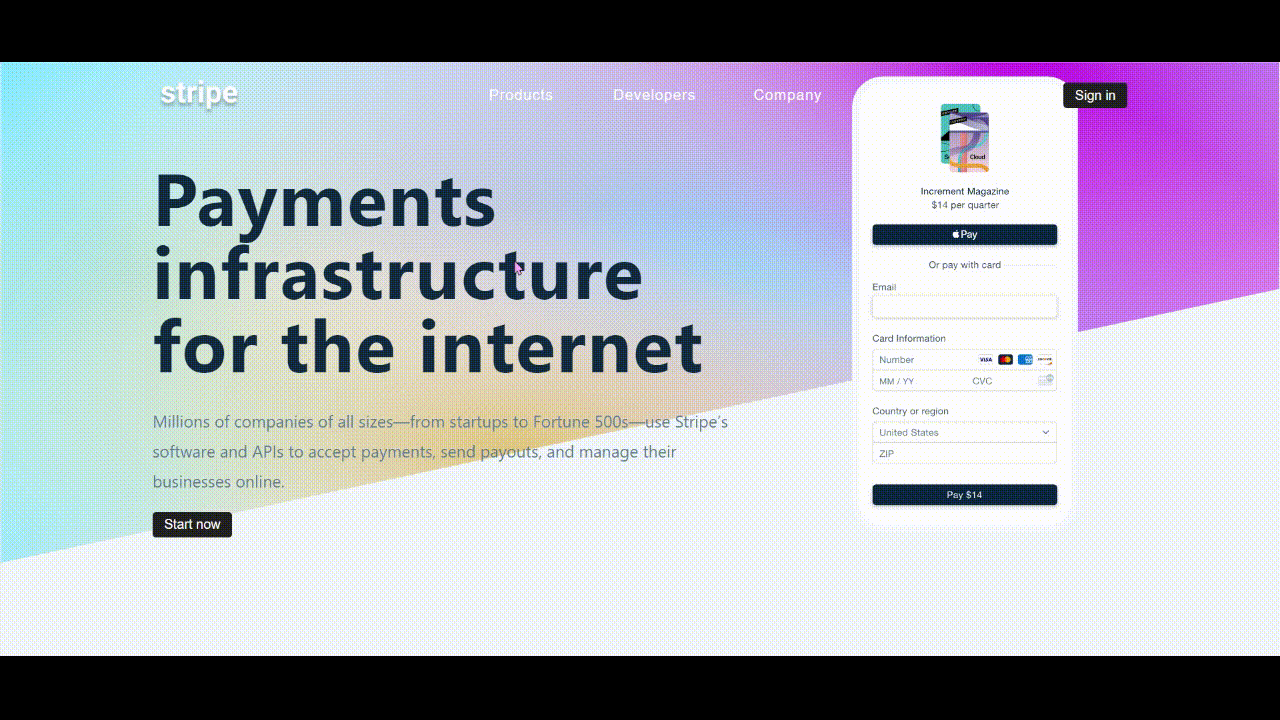 stripe
Products Developers Company
Sign in
Payments
infrastructure
for the internet
Millions of companies of all sizes—from startups to Fortune 500s—use Stripe's
software and APIs to accept payments, send payouts, and manage their
businesses online.
Start now
Cloud
Increment Magazine
$14 per quarter
Pay
Or pay with card
Email
Card Information
Number VISA
MM / YY CVC
Country or region
United States
ZIP
Pay $14